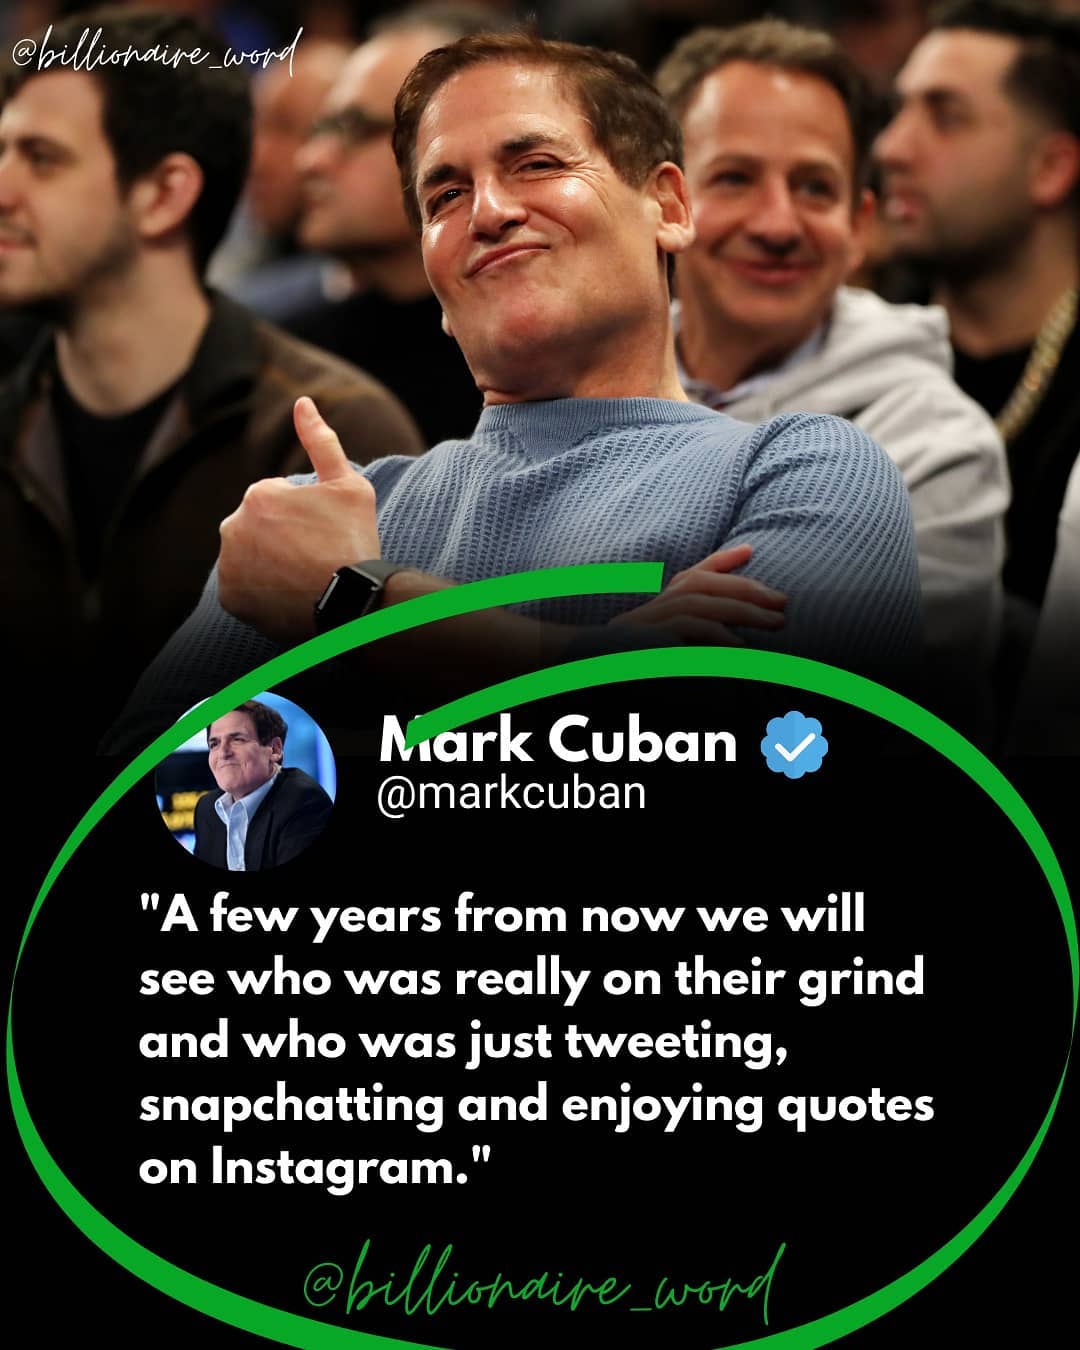 @billionaire_word
Mark Cuban
@markcuban
"A few years from now we will
see who was really on their grind
and who was just tweeting,
snapchatting and enjoying quotes
on Instagram."
@billionaire_word